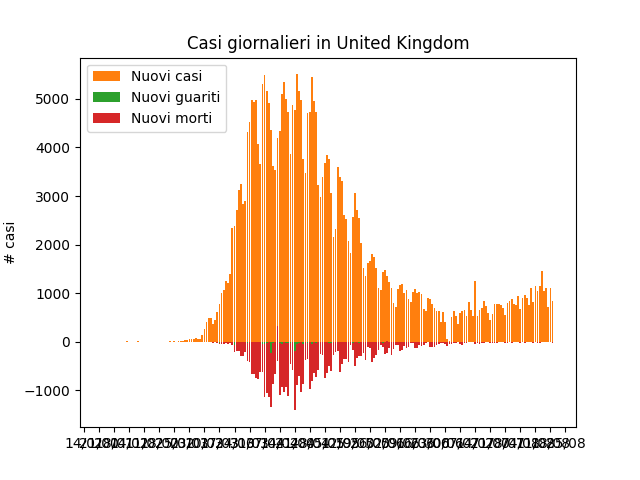 Casi giornalieri in United Kingdom
Nuovi casi
Nuovi guariti
Nuovi morti
# casi
5000
4000
3000
2000
1000
0
−1000